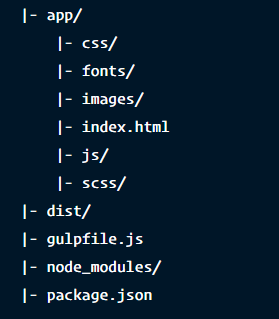 |- app/
    |- css/
    |- fonts/
    |- images/
    |- index.html
    |- js/
    |- scss/
|- dist/
|- gulpfile.js
|- node_modules/
|- package.json